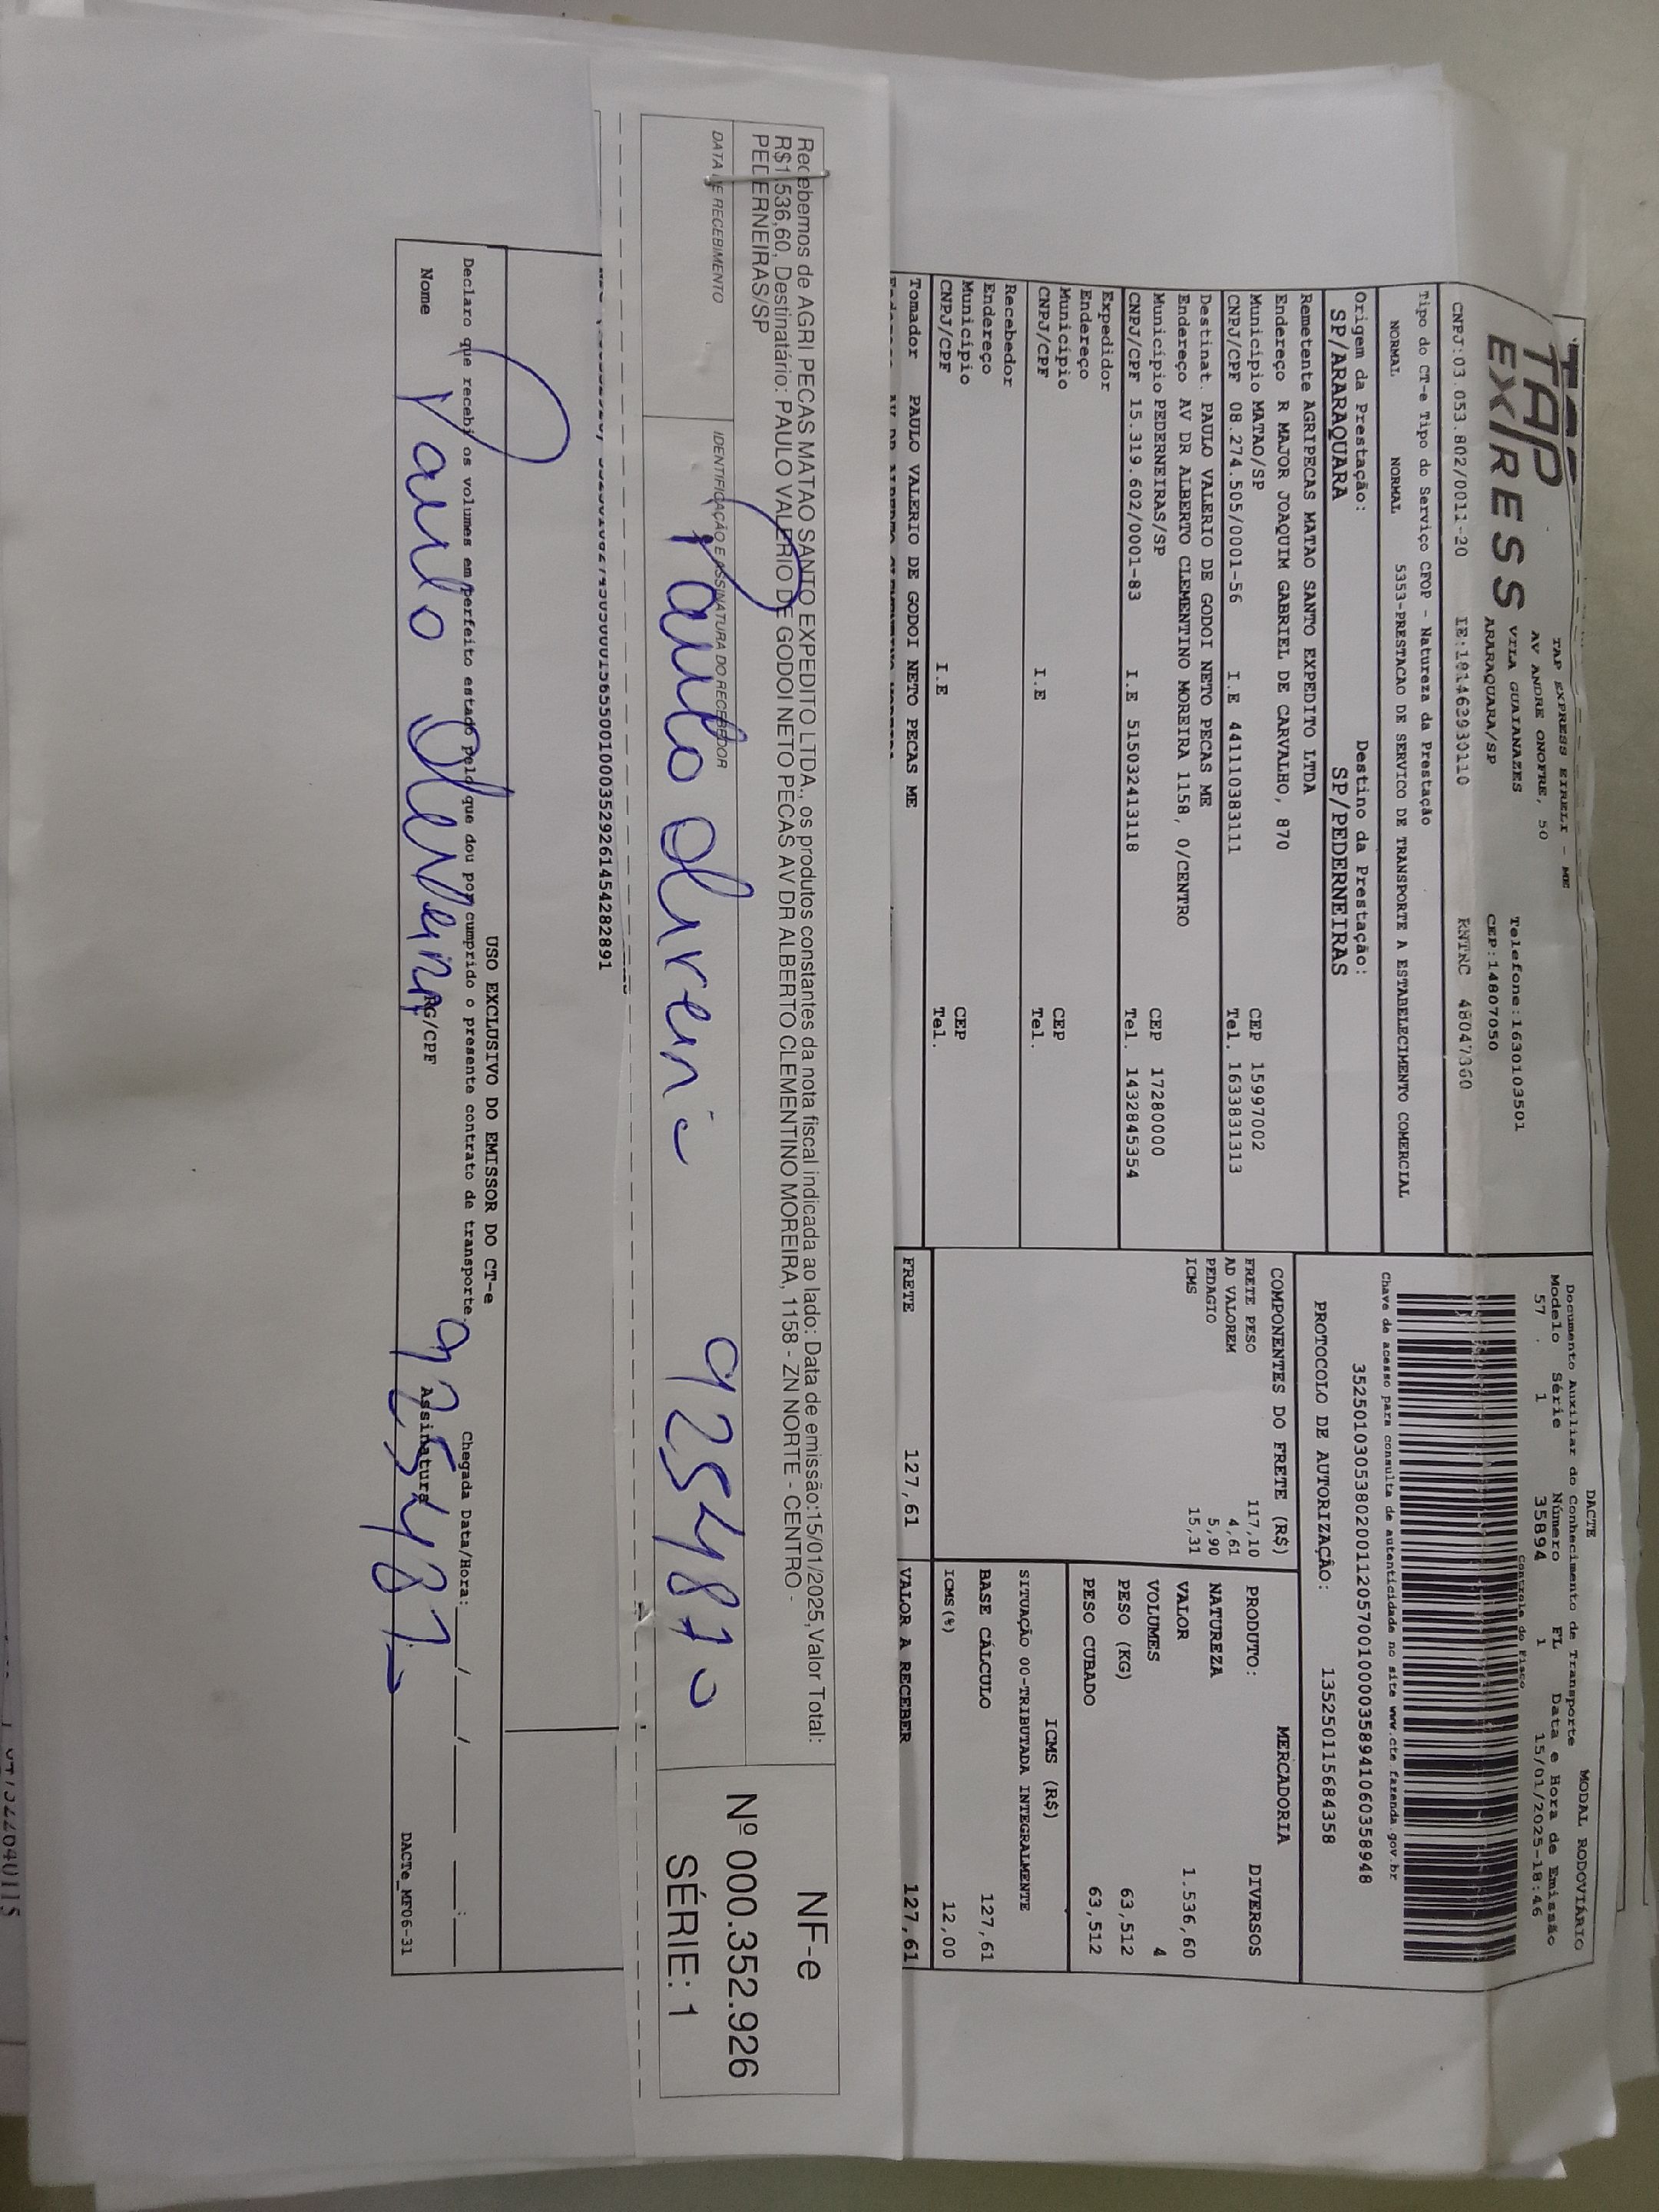 TAP EXPRESS
TAP EXPRESS EIRELI - ME
AV ANDRE ONOFRE, 50
VILA GUAIANAZES
ARARAQUARA/SP
Telefone:1630103501
CEP:14807050
CNPJ:03.053.802/0011-20 IE:181462930110 RNTRC 48047360
Tipo do CT-e Tipo do Serviço CFOP - Natureza da Prestação
NORMAL NORMAL 5353-PRESTACAO DE SERVICO DE TRANSPORTE A ESTABELECIMENTO COMERCIAL
Origem da Prestação: Destino da Prestação:
SP/ARARAQUARA SP/PEDERNEIRAS
Remetente AGRIPECAS MATAO SANTO EXPEDITO LTDA
Endereço R MAJOR JOAQUIM GABRIEL DE CARVALHO, 870
Município MATAO/SP CEP 15997002
CNPJ/CPF 08.274.505/0001-56 I.E 441110383111 Tel. 1633831313
Destinat. PAULO VALERIO DE GODOI NETO PECAS ME
Endereço AV DR ALBERTO CLEMENTINO MOREIRA 1158, 0/CENTRO
Município PEDERNEIRAS/SP CEP 17280000
CNPJ/CPF 15.319.602/0001-83 I.E 515032413118 Tel. 1432845354
Expedidor
Endereço
Município CEP
CNPJ/CPF I.E Tel.
Recebedor
Endereço
Município CEP
CNPJ/CPF I.E Tel.
Tomador PAULO VALERIO DE GODOI NETO PECAS ME
DACTE
Documento Auxiliar do Conhecimento de Transporte
MODAL RODOVIÁRIO
Modelo Série Número FL Data e Hora de Emissão
57 1 35894 1 15/01/2025-18:46
Controle do Fisco
Chave de acesso para consulta de autenticidade no site www.cte.fazenda.gov.br
35250103053802001120570010000358941060358948
PROTOCOLO DE AUTORIZAÇÃO: 1352501115684358
COMPONENTES DO FRETE (R$)
FRETE PESO 117,10
AD VALOREM 4,61
PEDAGIO 5,90
ICMS 15,31
MERCADORIA
PRODUTO: DIVERSOS
NATUREZA
VALOR 1.536,60
VOLUMES 4
PESO (KG) 63,512
PESO CUBADO 63,512
ICMS (R$)
SITUAÇÃO 00-TRIBUTADA INTEGRALMENTE
BASE CÁLCULO 127,61
ICMS(%) 12,00
FRETE 127,61 VALOR A RECEBER 127,61
Recebemos de AGRI PECAS MATAO SANTO EXPEDITO LTDA., os produtos constantes da nota fiscal indicada ao lado: Data de emissão:15/01/2025,Valor Total:
R$1.536,60, Destinatário: PAULO VALERIO DE GODOI NETO PECAS AV DR ALBERTO CLEMENTINO MOREIRA, 1158 - ZN NORTE - CENTRO -
PEDERNEIRAS/SP
DATA DE RECEBIMENTO IDENTIFICAÇÃO E ASSINATURA DO RECEBEDOR
Paulo Oliveira
NF-e
Nº 000.352.926
SÉRIE: 1
USO EXCLUSIVO DO EMISSOR DO CT-e
Declaro que recebi os volumes em perfeito estado pelo que dou por cumprido o presente contrato de transporte. Chegada Data/Hora: / / :
Nome Paulo Oliveira RG/CPF Assinatura
DACTe_MF06-31